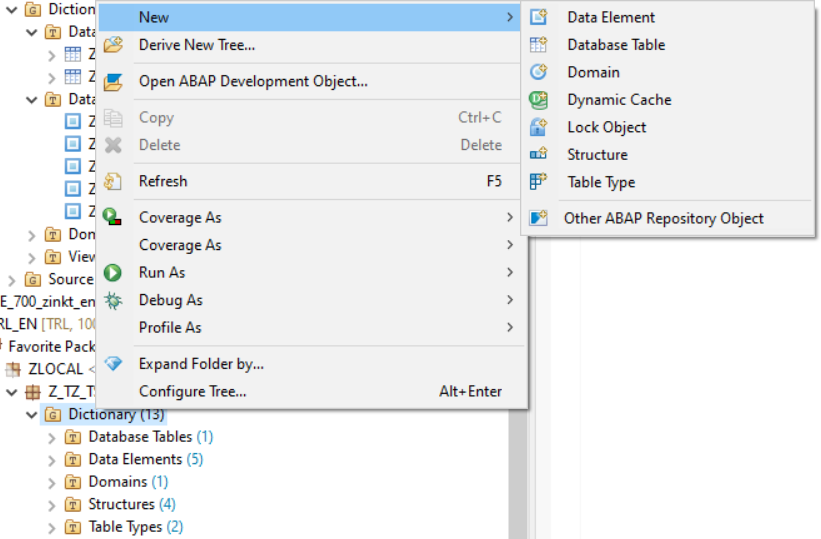 Diction
Data
Z
Z
Data
Z
Z
Z
Z
Z
Dom
View
Source
E_700_zinkt_en
RL_EN [TRL, 100
Favorite Pack
ZLOCAL
Z_TZ_T
Dictionary (13)
Database Tables (1)
Data Elements (5)
Domains (1)
Structures (4)
Table Types (2)
New
Derive New Tree...
Open ABAP Development Object...
Copy Ctrl+C
Delete Delete
Refresh F5
Coverage As
Coverage As
Run As
Debug As
Profile As
Expand Folder by...
Configure Tree... Alt+Enter
Data Element
Database Table
Domain
Dynamic Cache
Lock Object
Structure
Table Type
Other ABAP Repository Object